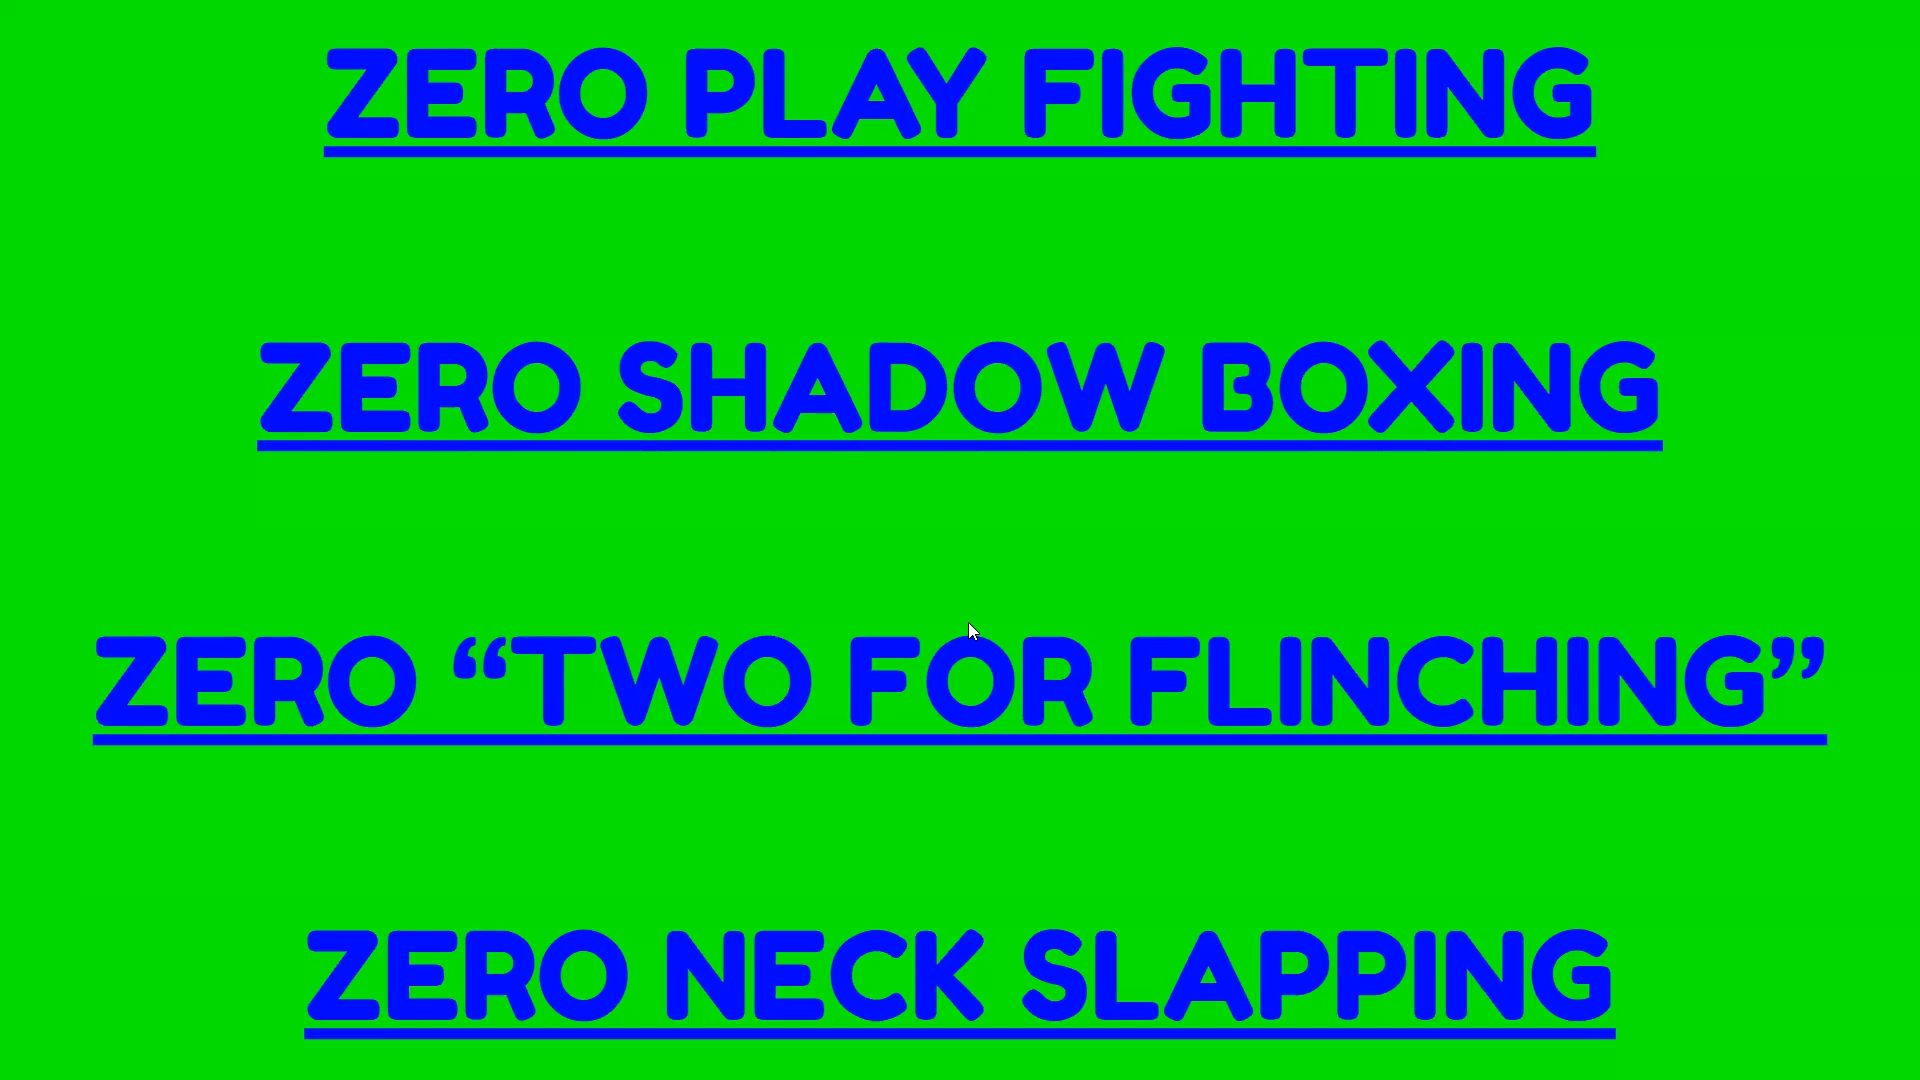 ZERO PLAY FIGHTING
ZERO SHADOW BOXING
ZERO “TWO FOR FLINCHING”
ZERO NECK SLAPPING